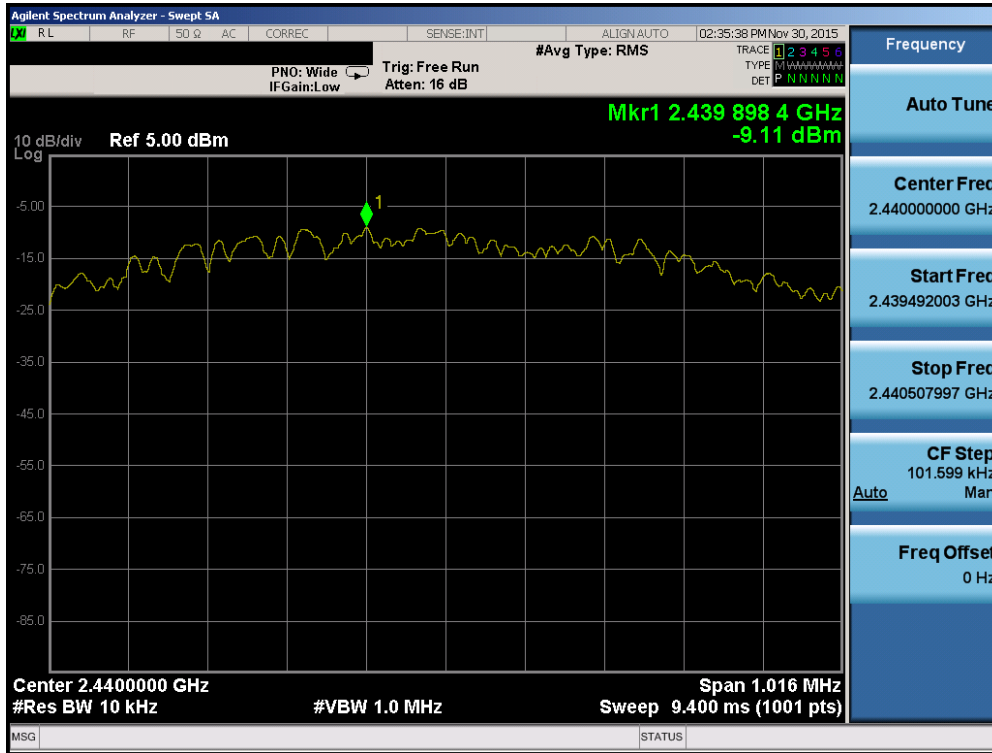 Agilent Spectrum Analyzer - Swept SA
LXI RL RF 50 Ω AC CORREC SENSE:INT ALIGN AUTO 02:35:38 PM Nov 30, 2015
#Avg Type: RMS
TRACE 1 2 3 4 5 6
PNO: Wide Trig: Free Run
TYPE M
IFGain:Low Atten: 16 dB
DET P N N N N N
Mkr1 2.439 898 4 GHz
-9.11 dBm
10 dB/div Ref 5.00 dBm
Log
1
-5.00
-15.0
-25.0
-35.0
-45.0
-55.0
-65.0
-75.0
-85.0
Center 2.4400000 GHz Span 1.016 MHz
#Res BW 10 kHz #VBW 1.0 MHz Sweep 9.400 ms (1001 pts)
MSG STATUS
Frequency
Auto Tune
Center Freq
2.440000000 GHz
Start Freq
2.439492003 GHz
Stop Freq
2.440507997 GHz
CF Step
101.599 kHz
Auto Man
Freq Offset
0 Hz